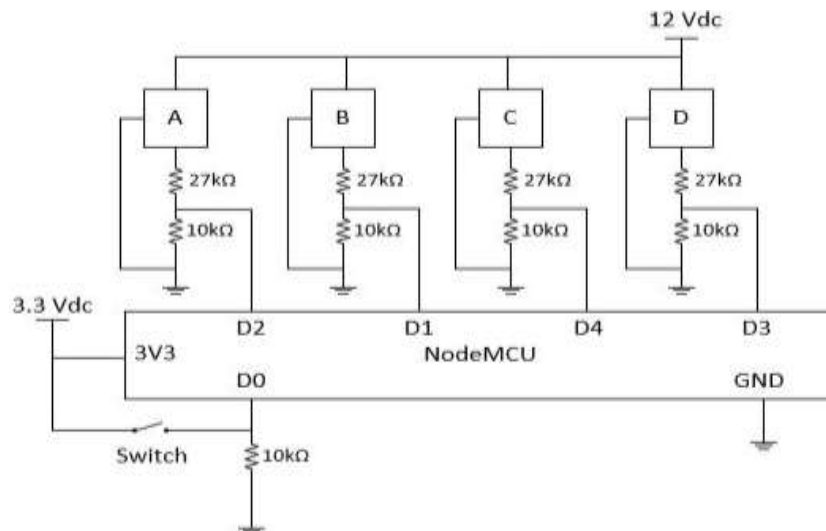 12 Vdc
A B C D
27kΩ 27kΩ 27kΩ 27kΩ
10kΩ 10kΩ 10kΩ 10kΩ
3.3 Vdc
D2 D1 D4 D3
3V3 NodeMCU
D0 GND
Switch 10kΩ